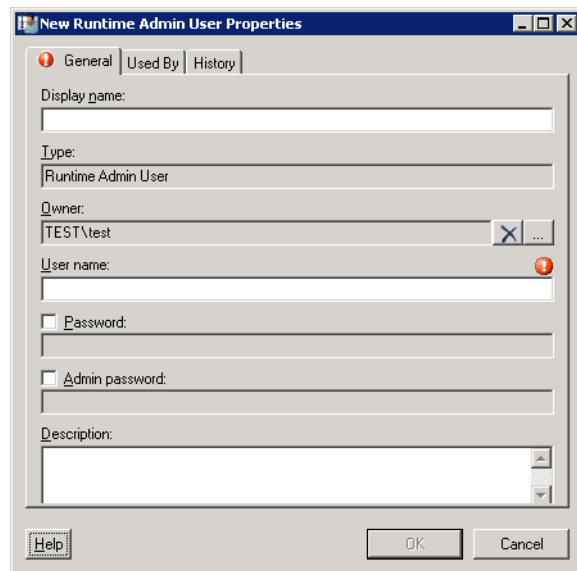 New Runtime Admin User Properties
General Used By History
Display name:
Type:
Runtime Admin User
Owner:
TEST\test ...
User name:
Password:
Admin password:
Description:
Help OK Cancel